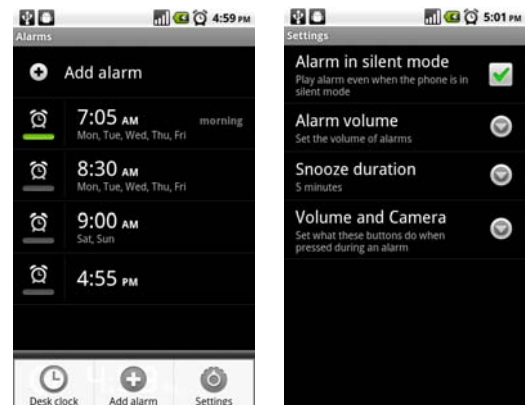 4:59 PM
Alarms
Add alarm
7:05 AM
morning
Mon, Tue, Wed, Thu, Fri
8:30 AM
Mon, Tue, Wed, Thu, Fri
9:00 AM
Sat, Sun
4:55 PM
Desk clock
Add alarm
Settings
5:01 PM
Settings
Alarm in silent mode
Play alarm even when the phone is in
silent mode
Alarm volume
Set the volume of alarms
Snooze duration
5 minutes
Volume and Camera
Set what these buttons do when
pressed during an alarm